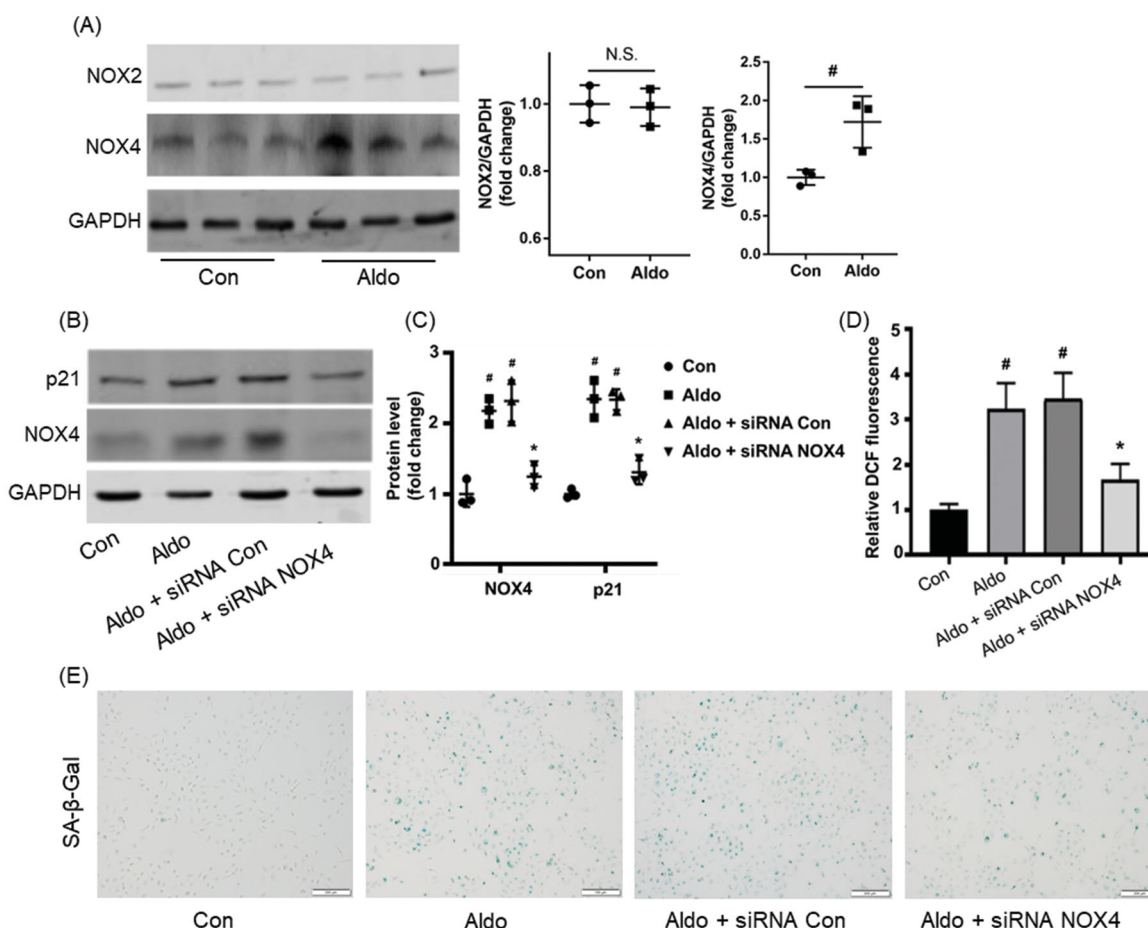 (A)
NOX2
NOX4
GAPDH
Con
Aldo
NOX2/GAPDH
(fold change)
1.0
0.8
0.6
N.S.
Con
Aldo
NOX4/GAPDH
(fold change)
2.5
2.0
1.5
1.0
0.5
0.0
#
Con
Aldo
(B)
p21
NOX4
GAPDH
Con
Aldo
Aldo + siRNA Con
Aldo + siRNA NOX4
(C)
Protein level
(fold change)
3
2
1
0
#
#
*
#
#
*
NOX4
p21
Con
Aldo
Aldo + siRNA Con
Aldo + siRNA NOX4
(D)
Relative DCF fluorescence
5
4
3
2
1
0
#
#
*
Con
Aldo
Aldo + siRNA Con
Aldo + siRNA NOX4
(E)
SA-β-Gal
Con
Aldo
Aldo + siRNA Con
Aldo + siRNA NOX4